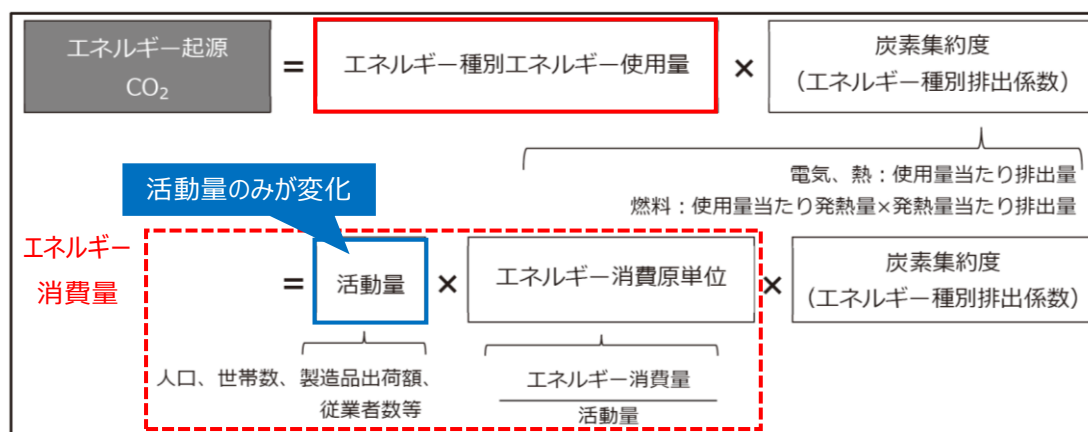 エネルギー起源
CO₂
=
エネルギー種別エネルギー使用量
×
炭素集約度
（エネルギー種別排出係数）
電気、熱：使用量当たり排出量
燃料：使用量当たり発熱量×発熱量当たり排出量
活動量のみが変化
エネルギー
消費量
=
活動量
×
エネルギー消費原単位
×
炭素集約度
（エネルギー種別排出係数）
人口、世帯数、製造品出荷額、
従業者数等
エネルギー消費量
活動量